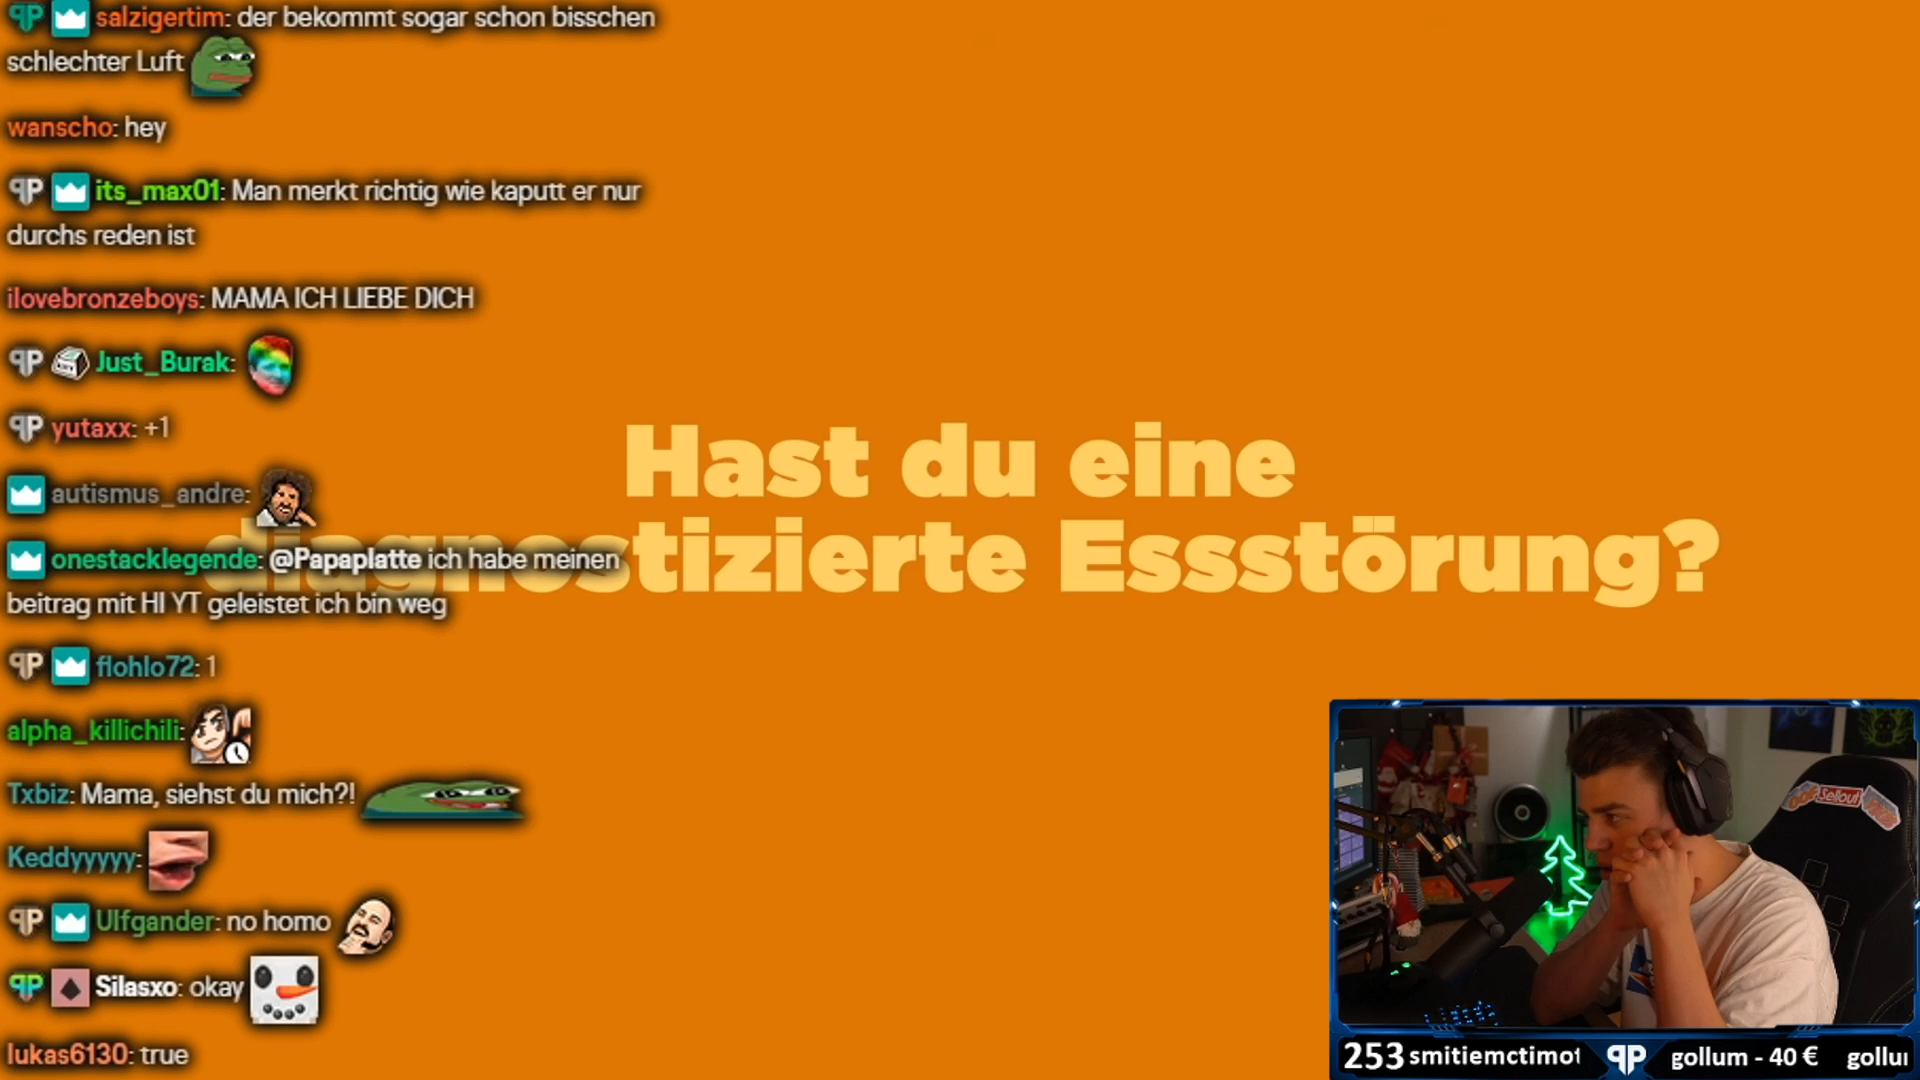 salzigertim: der bekommt sogar schon bisschen
schlechter Luft
wanscho: hey
its_max01: Man merkt richtig wie kaputt er nur
durchs reden ist
ilovebronzeboys: MAMA ICH LIEBE DICH
Just_Burak:
yutaxx: +1
autismus_andre:
onestacklegende: @Papaplatte ich habe meinen
beitrag mit HI YT geleistet ich bin weg
flohlo72: 1
alpha_killichili:
Txbiz: Mama, siehst du mich?!
Keddyyyyy:
Ulfgander: no homo
Silasxo: okay
lukas6130: true
Hast du eine
diagnostizierte Essstörung?
Sellout
253 smitiemctimot
gollum - 40 €